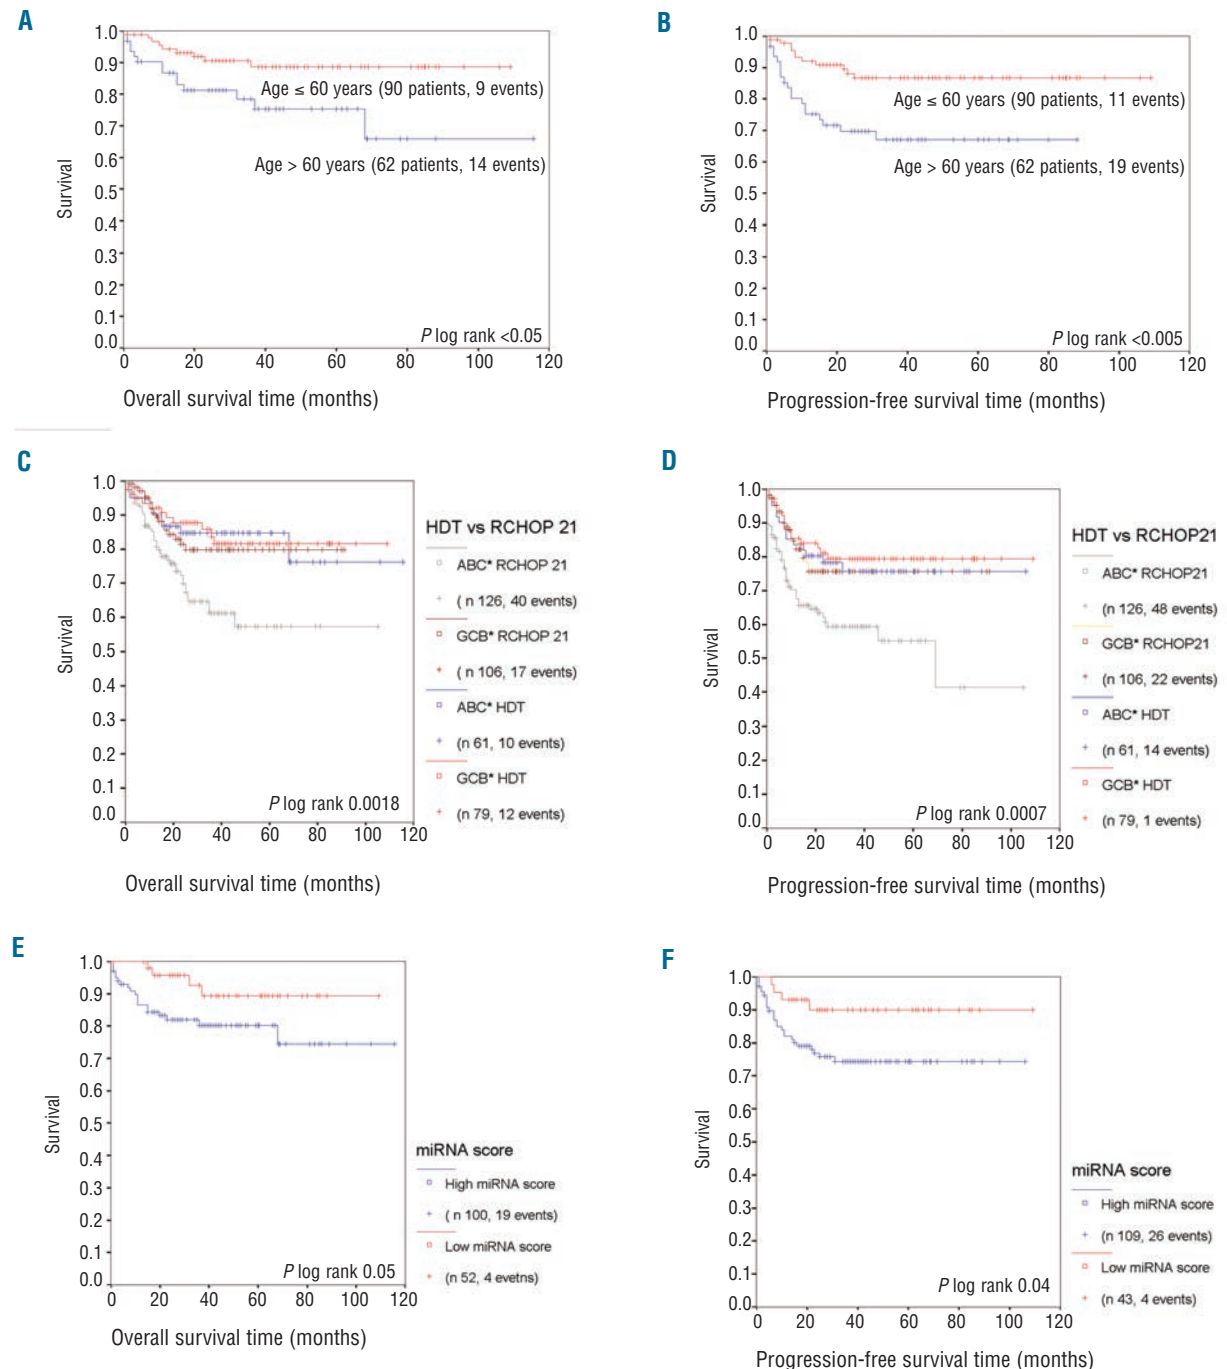 A
1.0
0.9
0.8
0.7
0.6
0.5
0.4
0.3
0.2
0.1
0.0
Survival
Age ≤ 60 years (90 patients, 9 events)
Age > 60 years (62 patients, 14 events)
P log rank <0.05
0 20 40 60 80 100 120
Overall survival time (months)
B
1.0
0.9
0.8
0.7
0.6
0.5
0.4
0.3
0.2
0.1
0.0
Survival
Age ≤ 60 years (90 patients, 11 events)
Age > 60 years (62 patients, 19 events)
P log rank <0.005
0 20 40 60 80 100 120
Progression-free survival time (months)
C
1.0
0.9
0.8
0.7
0.6
0.5
0.4
0.3
0.2
0.1
0.0
Survival
P log rank 0.0018
0 20 40 60 80 100 120
Overall survival time (months)
HDT vs RCHOP 21
ABC* RCHOP 21
( n 126, 40 events)
GCB* RCHOP 21
( n 106, 17 events)
ABC* HDT
(n 61, 10 events)
GCB* HDT
(n 79, 12 events)
D
1.0
0.9
0.8
0.7
0.6
0.5
0.4
0.3
0.2
0.1
0.0
Survival
P log rank 0.0007
0 20 40 60 80 100 120
Progression-free survival time (months)
HDT vs RCHOP21
ABC* RCHOP21
(n 126, 48 events)
GCB* RCHOP21
(n 106, 22 events)
ABC* HDT
(n 61, 14 events)
GCB* HDT
(n 79, 1 events)
E
1.0
0.9
0.8
0.7
0.6
0.5
0.4
0.3
0.2
0.1
0.0
Survival
P log rank 0.05
0 20 40 60 80 100 120
Overall survival time (months)
miRNA score
High miRNA score
( n 100, 19 events)
Low miRNA score
(n 52, 4 evetns)
F
1.0
0.9
0.8
0.7
0.6
0.5
0.4
0.3
0.2
0.1
0.0
Survival
P log rank 0.04
0 20 40 60 80 100 120
Progression-free survival time (months)
miRNA score
High miRNA score
(n 109, 26 events)
Low miRNA score
(n 43, 4 events)